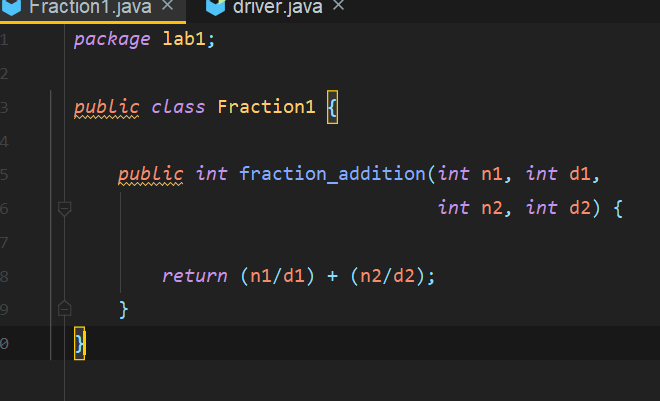 Fraction1.java × driver.java ×
1 package lab1;
2
3 public class Fraction1 {
4
5 public int fraction_addition(int n1, int d1,
6 int n2, int d2) {
7
8 return (n1/d1) + (n2/d2);
9 }
0 }